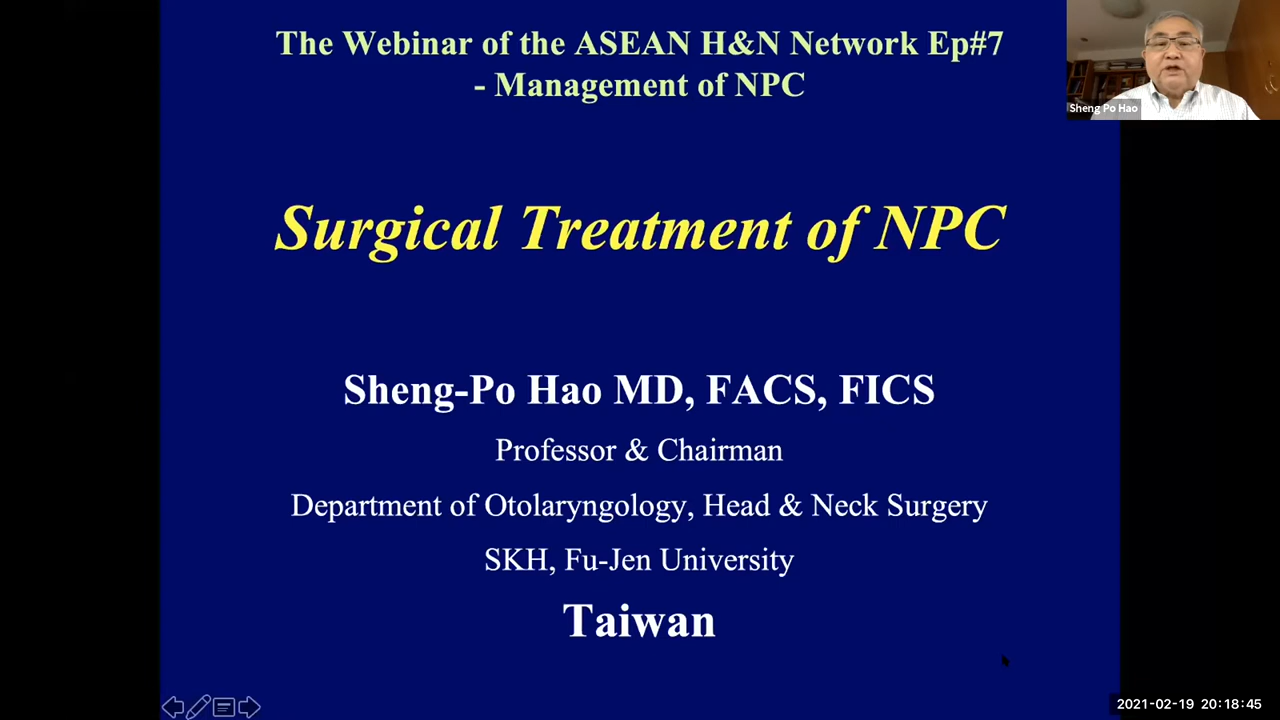 The Webinar of the ASEAN H&N Network Ep#7
- Management of NPC
Sheng Po Hao
Surgical Treatment of NPC
Sheng-Po Hao MD, FACS, FICS
Professor & Chairman
Department of Otolaryngology, Head & Neck Surgery
SKH, Fu-Jen University
Taiwan
2021-02-19 20:18:45